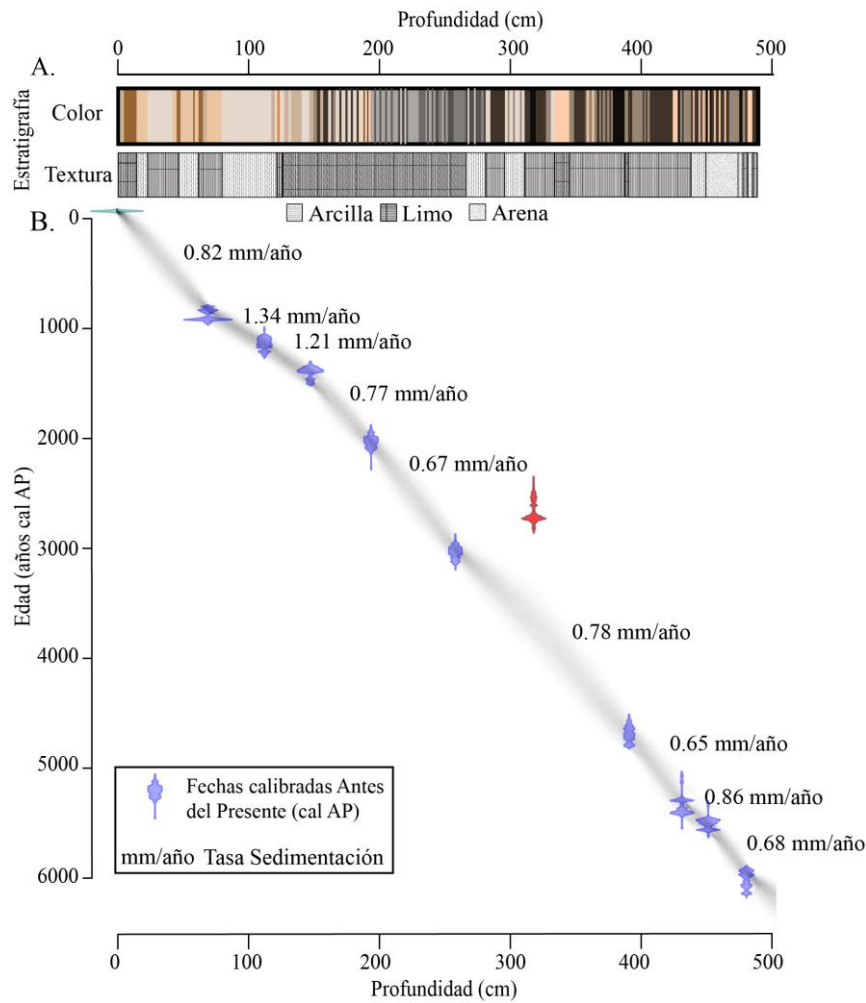 Profundidad (cm)
0 100 200 300 400 500
A.
Estratigrafía
Color
Textura
Arcilla Limo Arena
B.
0
0.82 mm/año
1000
1.34 mm/año
1.21 mm/año
0.77 mm/año
2000
0.67 mm/año
Edad (años cal AP)
3000
0.78 mm/año
4000
0.65 mm/año
5000
0.86 mm/año
0.68 mm/año
6000
Fechas calibradas Antes
del Presente (cal AP)
mm/año Tasa Sedimentación
0 100 200 300 400 500
Profundidad (cm)